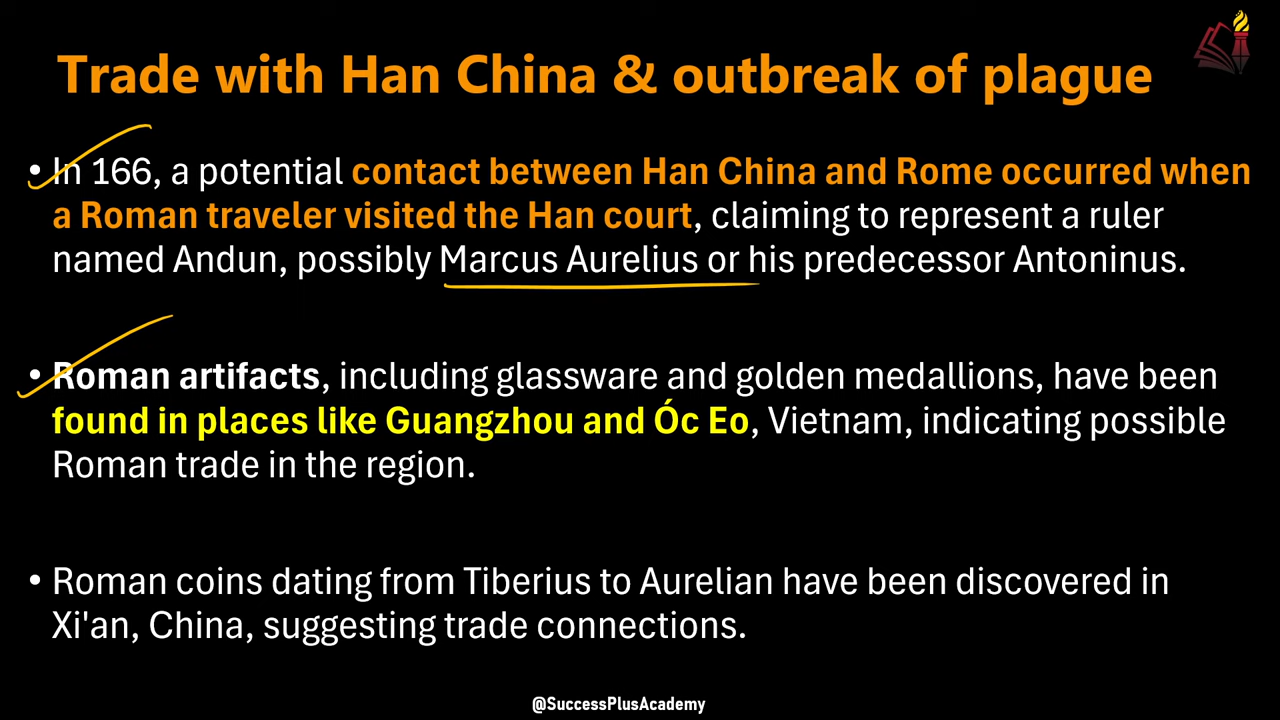 Trade with Han China & outbreak of plague
• In 166, a potential contact between Han China and Rome occurred when
a Roman traveler visited the Han court, claiming to represent a ruler
named Andun, possibly Marcus Aurelius or his predecessor Antoninus.
• Roman artifacts, including glassware and golden medallions, have been
found in places like Guangzhou and Óc Eo, Vietnam, indicating possible
Roman trade in the region.
• Roman coins dating from Tiberius to Aurelian have been discovered in
Xi'an, China, suggesting trade connections.
@SuccessPlusAcademy